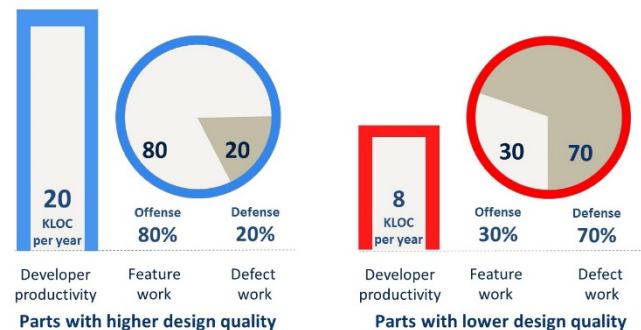 80
20
20
KLOC
per year
Offense
80%
Defense
20%
Developer
productivity
Feature
work
Defect
work
Parts with higher design quality
30
70
8
KLOC
per year
Offense
30%
Defense
70%
Developer
productivity
Feature
work
Defect
work
Parts with lower design quality